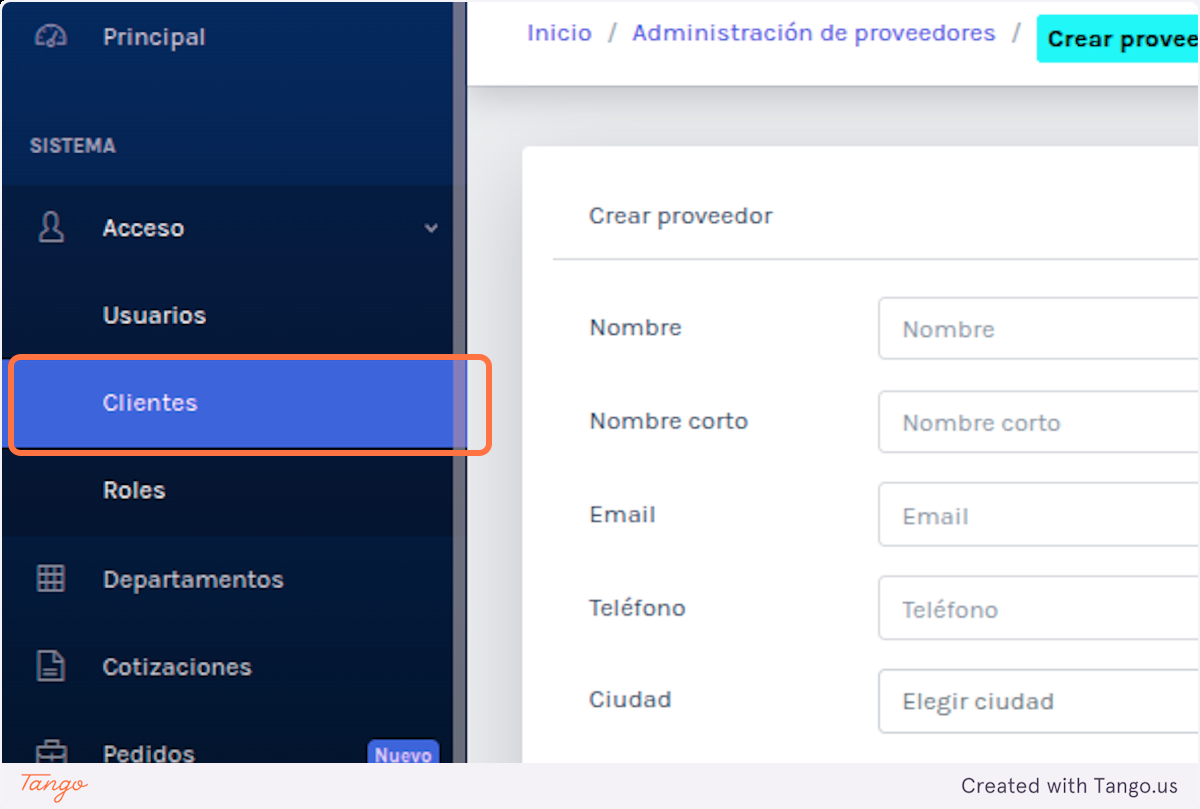 Principal
SISTEMA
Acceso
Usuarios
Clientes
Roles
Departamentos
Cotizaciones
Pedidos Nuevo
Inicio / Administración de proveedores / Crear provee
Crear proveedor
Nombre Nombre
Nombre corto Nombre corto
Email Email
Teléfono Teléfono
Ciudad Elegir ciudad
Tango Created with Tango.us